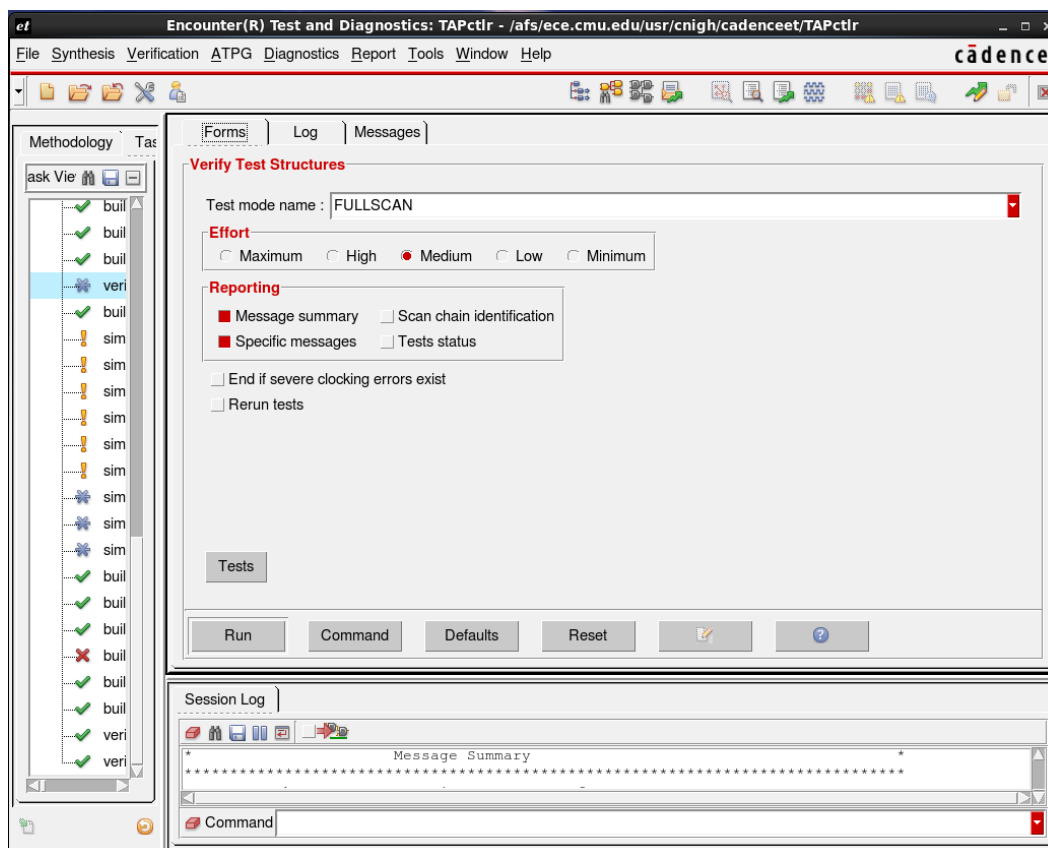 et Encounter(R) Test and Diagnostics: TAPctlr - /afs/ece.cmu.edu/usr/cnigh/cadenceet/TAPctlr
File Synthesis Verification ATPG Diagnostics Report Tools Window Help
cādence
Methodology Tas
ask Vie
buil
buil
buil
veri
buil
sim
sim
sim
sim
sim
sim
sim
sim
sim
buil
buil
buil
buil
buil
buil
veri
veri
Forms Log Messages
Verify Test Structures
Test mode name : FULLSCAN
Effort
Maximum High Medium Low Minimum
Reporting
Message summary Scan chain identification
Specific messages Tests status
End if severe clocking errors exist
Rerun tests
Tests
Run Command Defaults Reset
Session Log
* Message Summary *
*******************************************************************************
Command